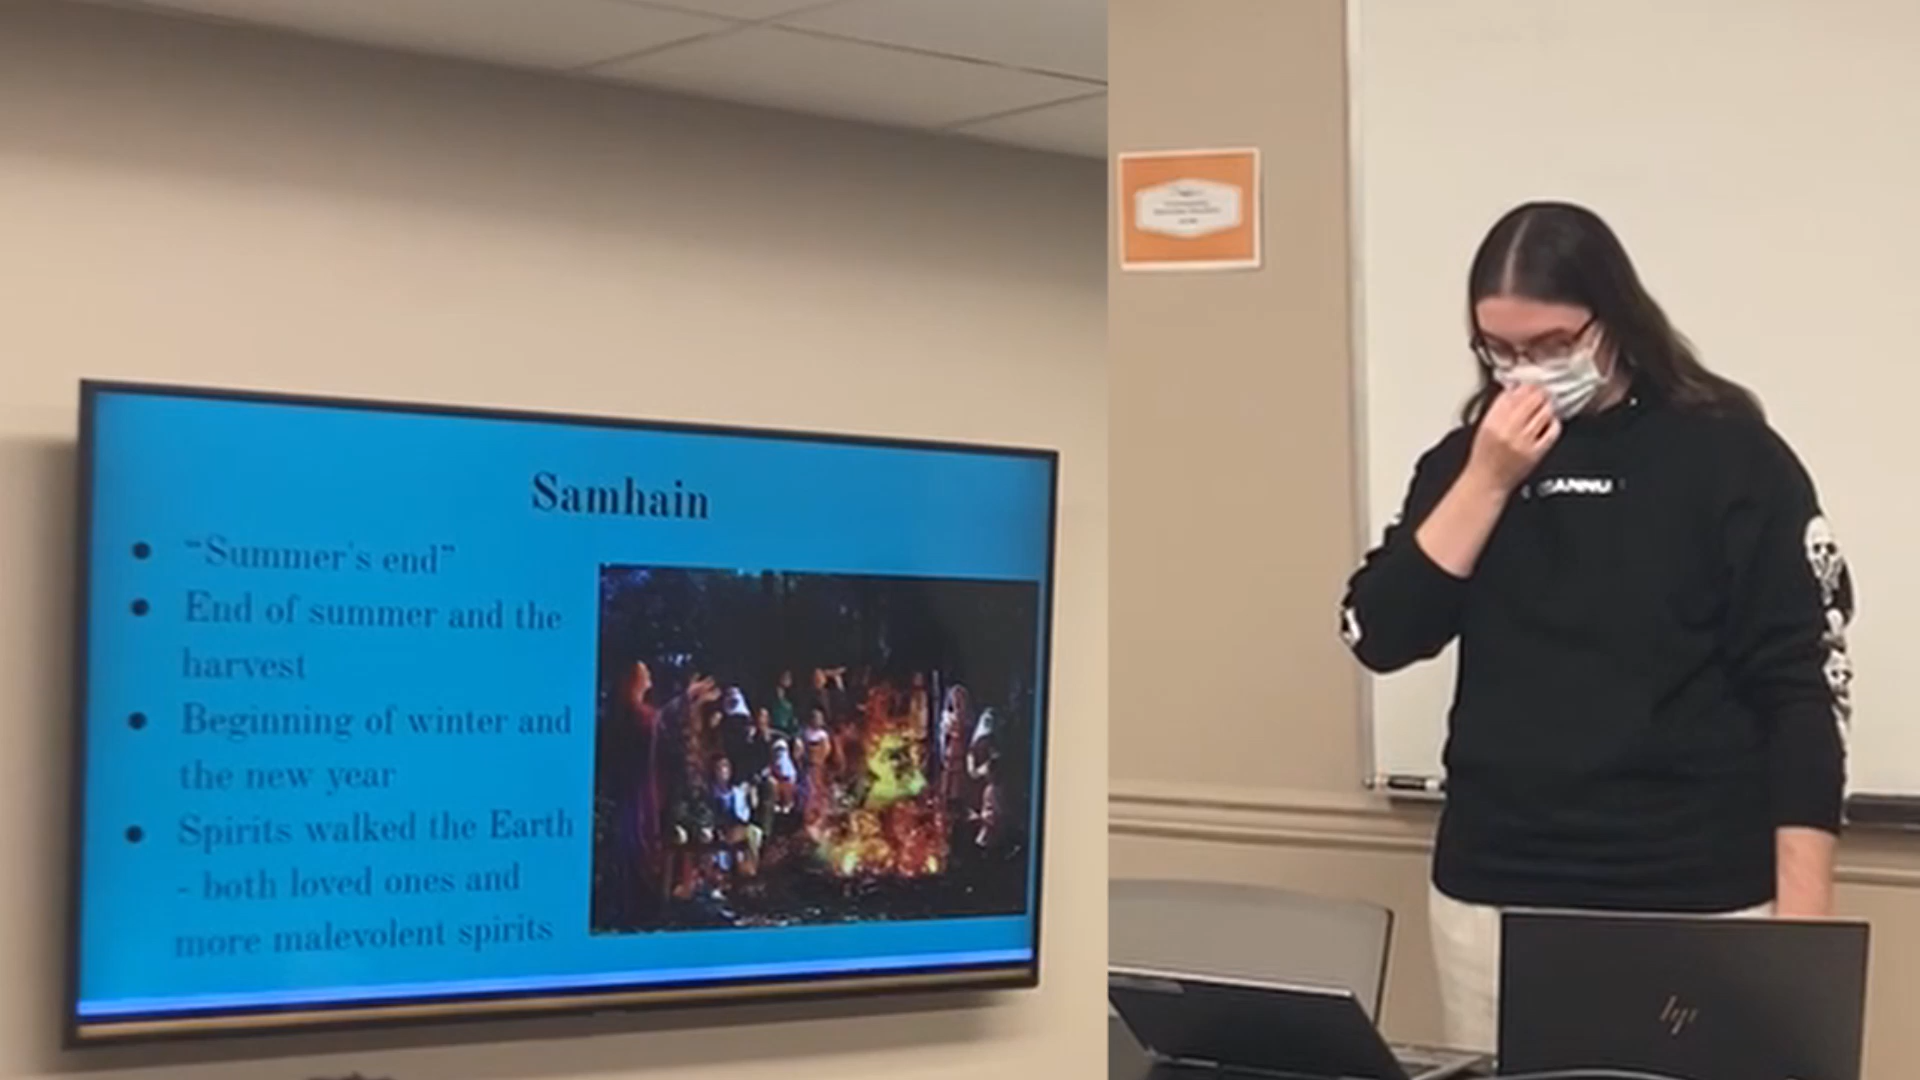 Samhain
● "Summer's end"
● End of summer and the
harvest
● Beginning of winter and
the new year
● Spirits walked the Earth
- both loved ones and
more malevolent spirits
hp